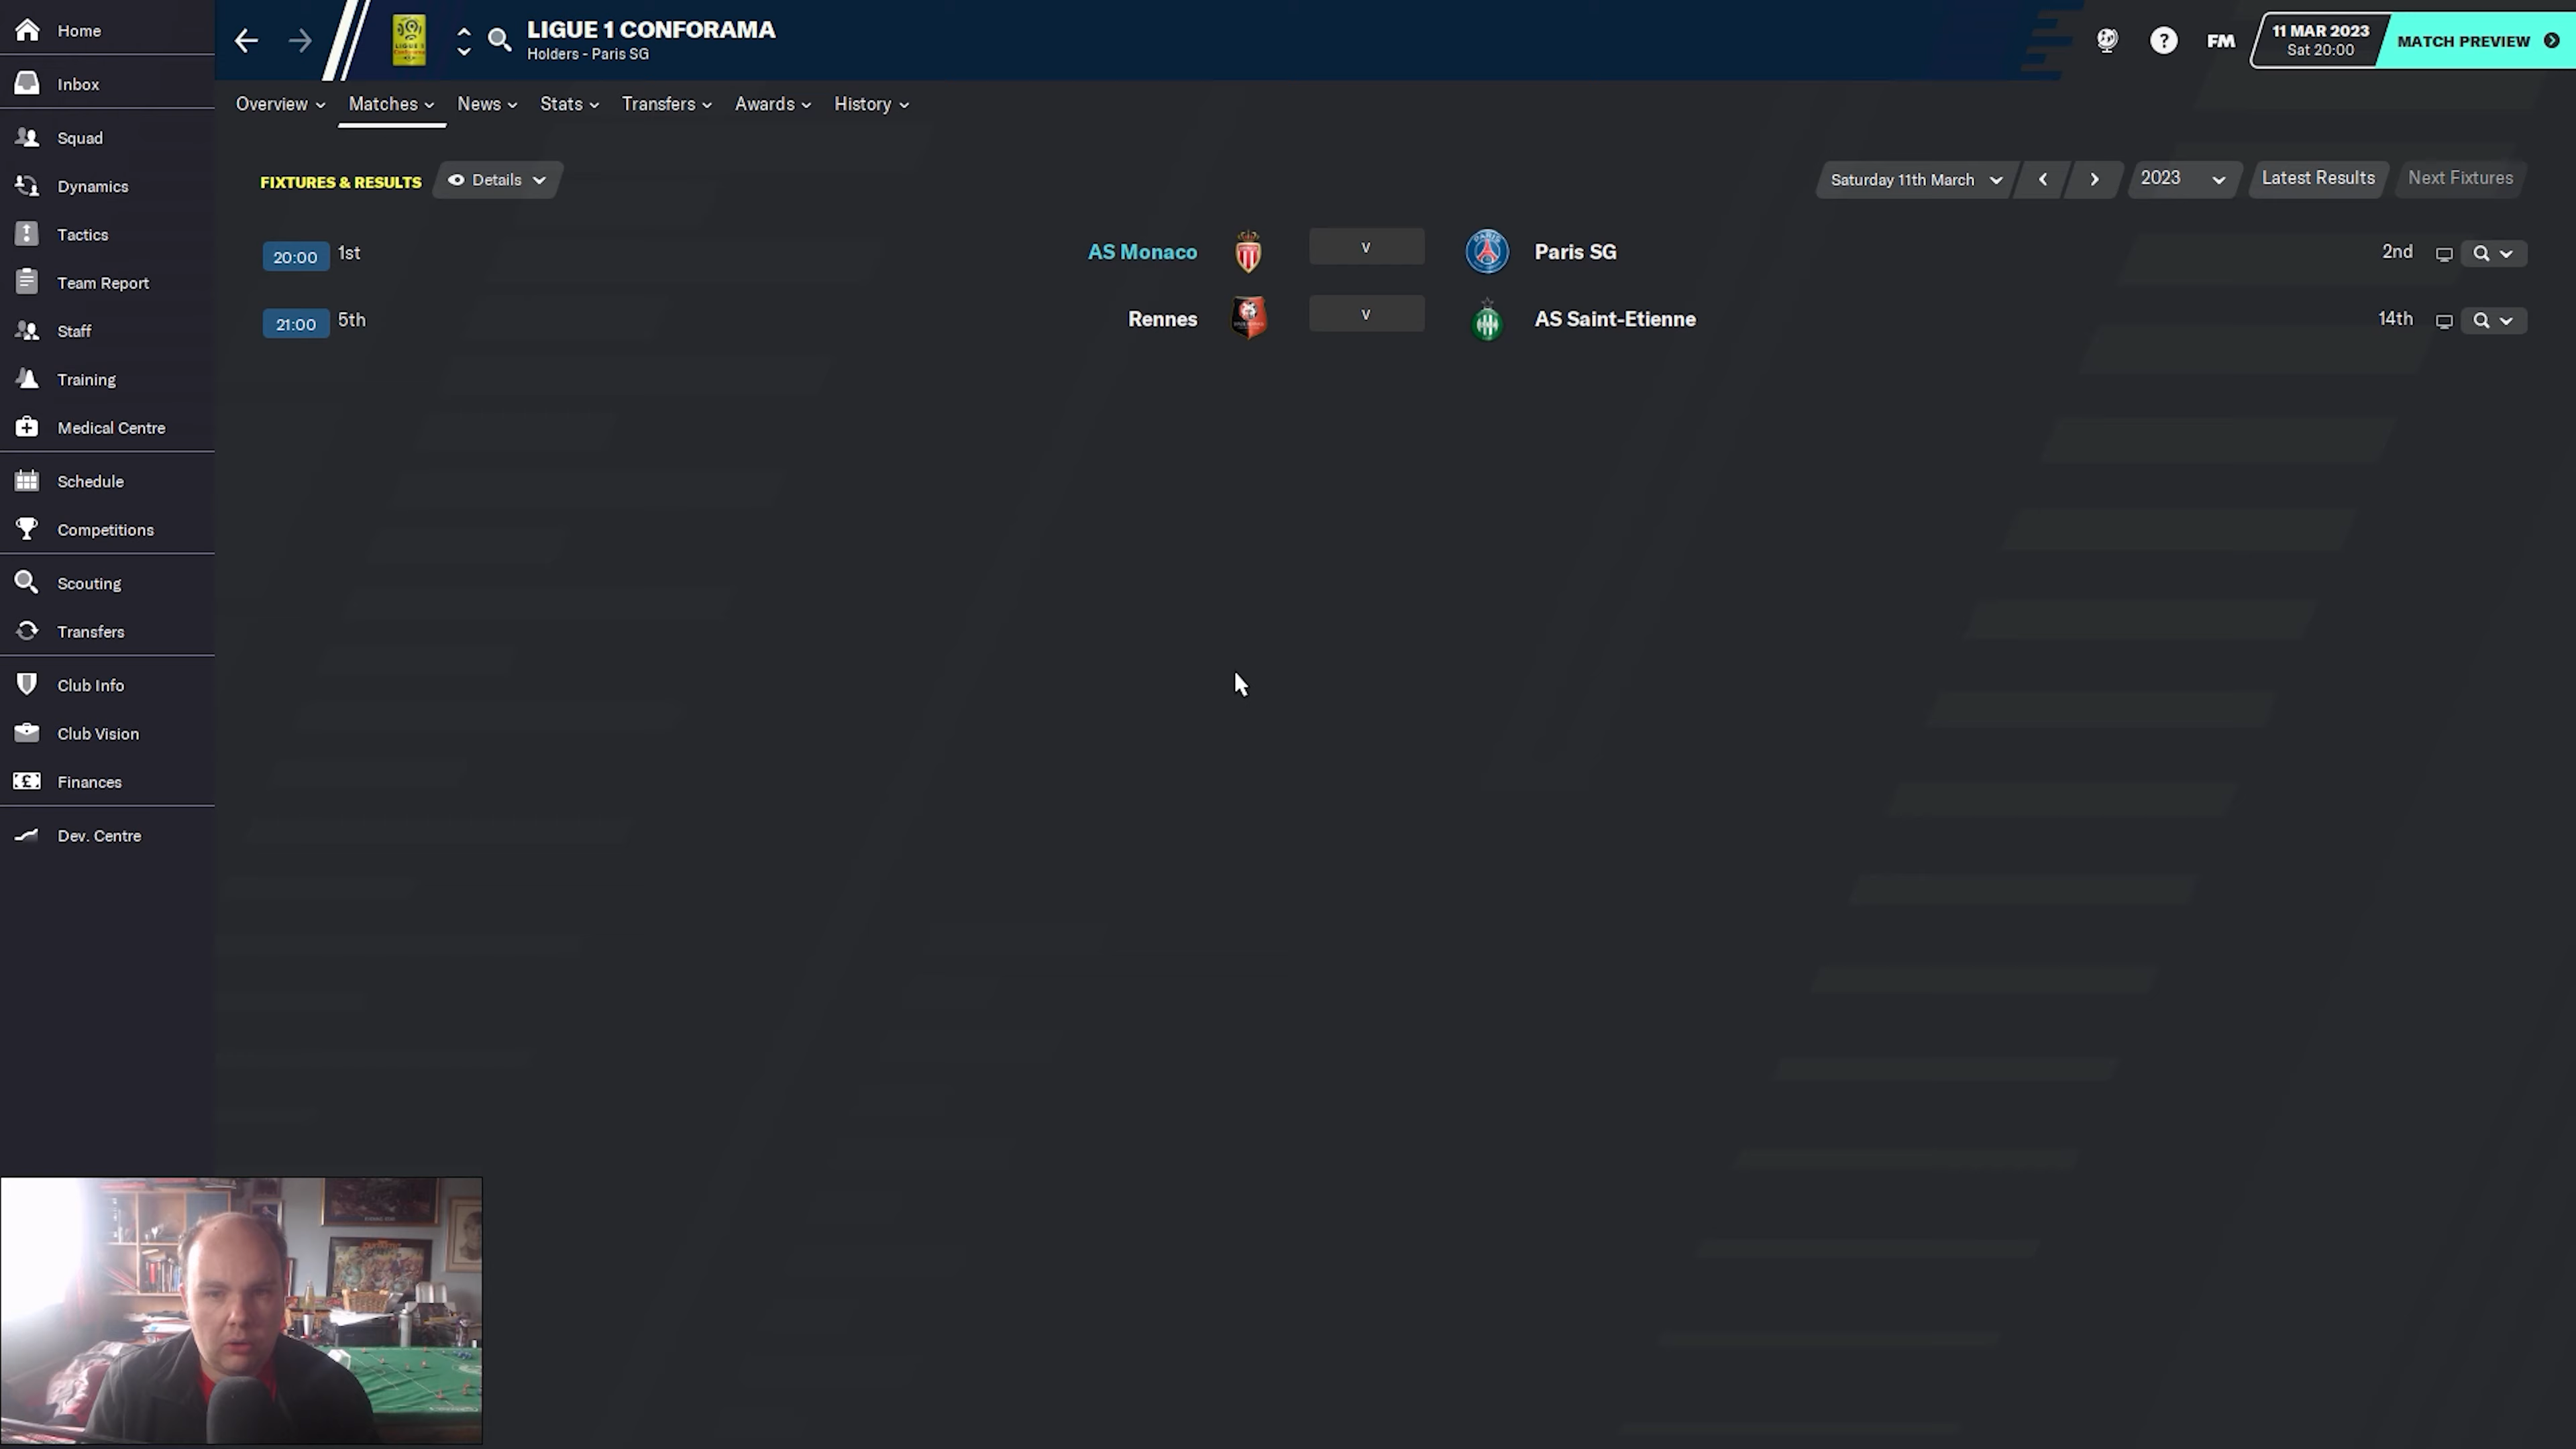 Home
Inbox
Squad
Dynamics
Tactics
Team Report
Staff
Training
Medical Centre
Schedule
Competitions
Scouting
Transfers
Club Info
Club Vision
Finances
Dev. Centre
LIGUE 1 CONFORAMA
Holders - Paris SG
FM
11 MAR 2023
Sat 20:00
MATCH PREVIEW
Overview
Matches
News
Stats
Transfers
Awards
History
FIXTURES & RESULTS
Details
Saturday 11th March
2023
Latest Results
Next Fixtures
20:00 1st AS Monaco v Paris SG 2nd
21:00 5th Rennes v AS Saint-Etienne 14th